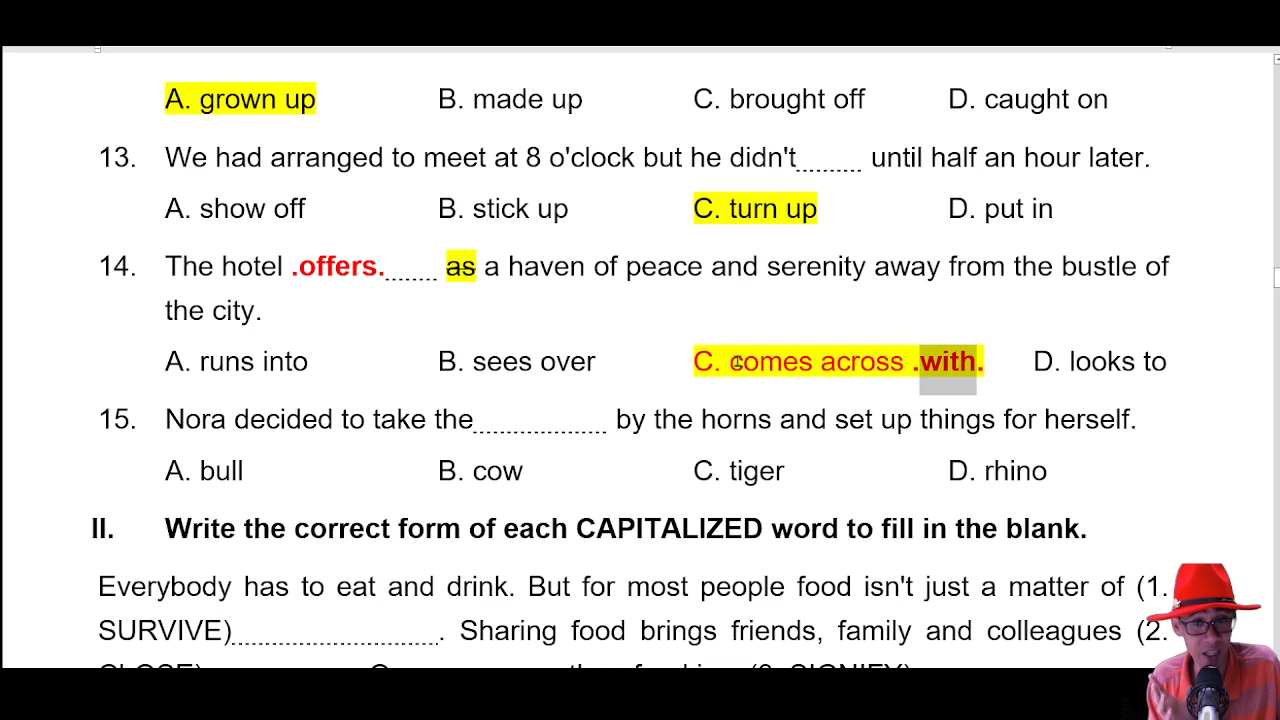 A. grown up B. made up C. brought off D. caught on
13. We had arranged to meet at 8 o'clock but he didn't........ until half an hour later.
A. show off B. stick up C. turn up D. put in
14. The hotel .offers........ as a haven of peace and serenity away from the bustle of
the city.
A. runs into B. sees over C. comes across .with. D. looks to
15. Nora decided to take the.................. by the horns and set up things for herself.
A. bull B. cow C. tiger D. rhino
II. Write the correct form of each CAPITALIZED word to fill in the blank.
Everybody has to eat and drink. But for most people food isn't just a matter of (1.
SURVIVE)............................. Sharing food brings friends, family and colleagues (2.